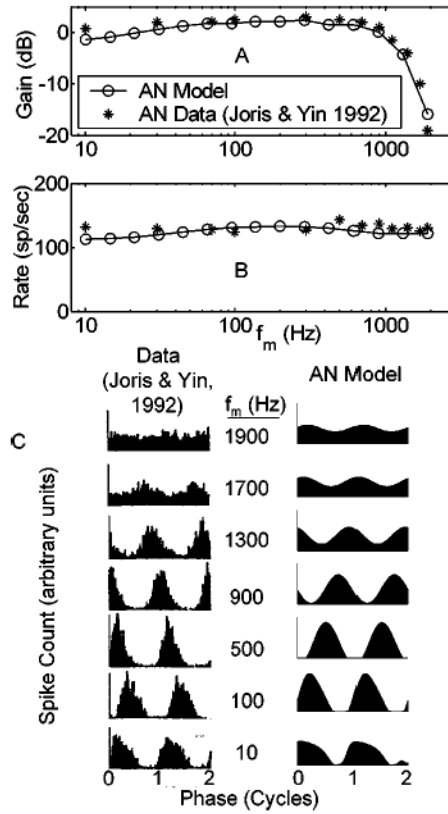 Gain (dB)
0
-10
-20
A
AN Model
AN Data (Joris & Yin 1992)
10
100
1000
Rate (sp/sec)
200
100
0
B
10
100
1000
f_m (Hz)
Data
(Joris & Yin,
1992)
f_m (Hz)
AN Model
C
Spike Count (arbitrary units)
1900
1700
1300
900
500
100
10
0 1 2
0 1 2
Phase (Cycles)